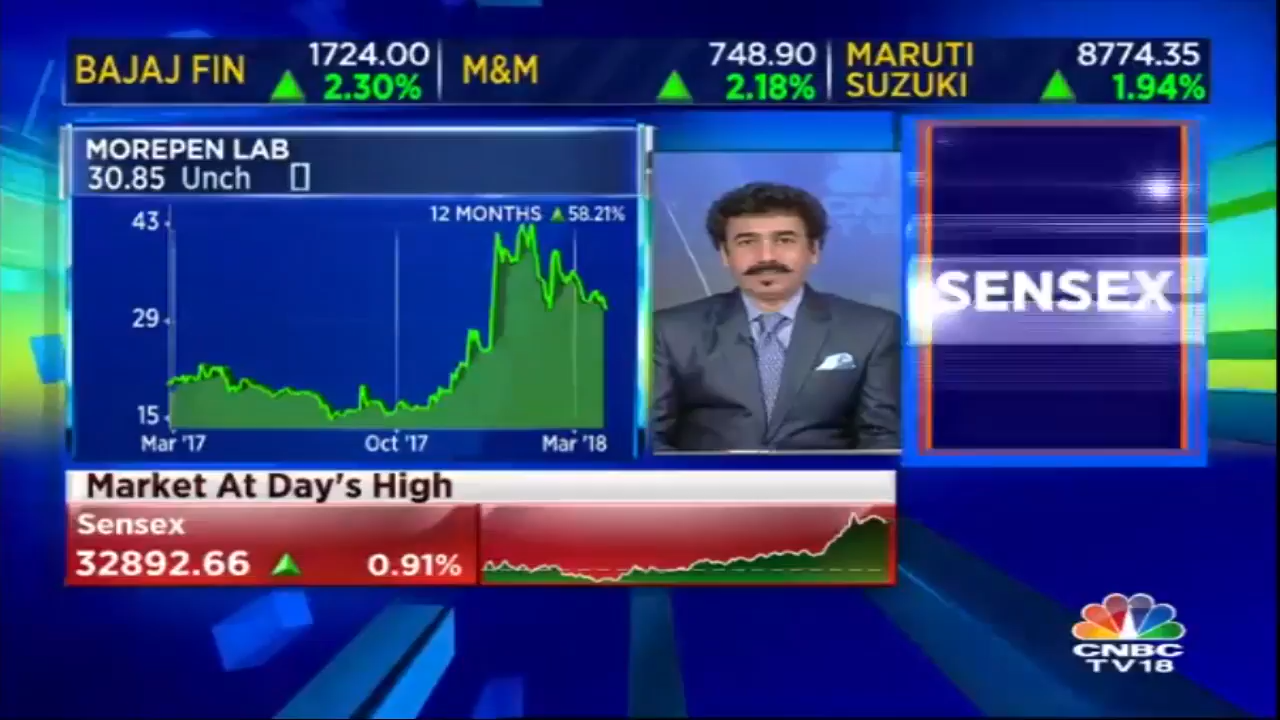 BAJAJ FIN
1724.00
▲ 2.30%
M&M
748.90
▲ 2.18%
MARUTI
SUZUKI
8774.35
▲ 1.94%
MOREPEN LAB
30.85 Unch
12 MONTHS ▲ 58.21%
43
29
15
Mar '17
Oct '17
Mar '18
SENSEX
Market At Day's High
Sensex
32892.66 ▲ 0.91%
CNBC
TV18